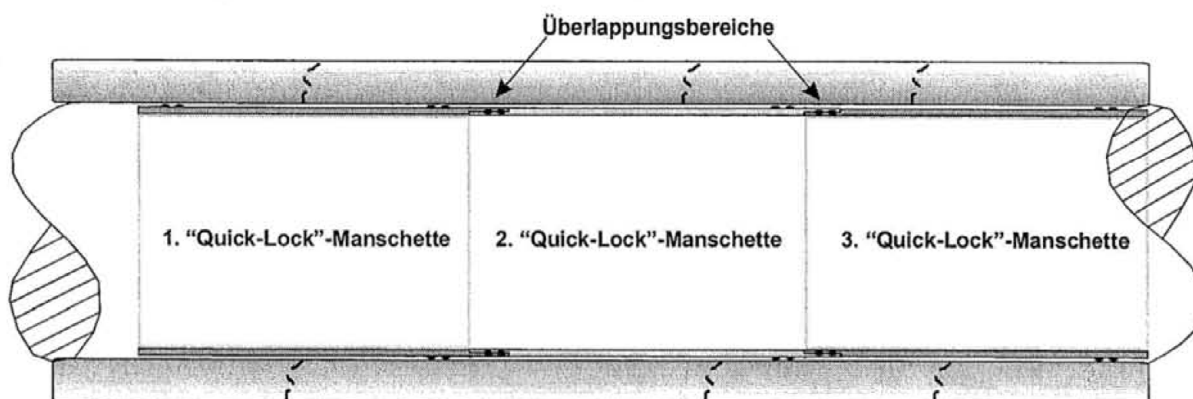 Überlappungsbereiche
1. “Quick-Lock”-Manschette
2. “Quick-Lock”-Manschette
3. “Quick-Lock”-Manschette